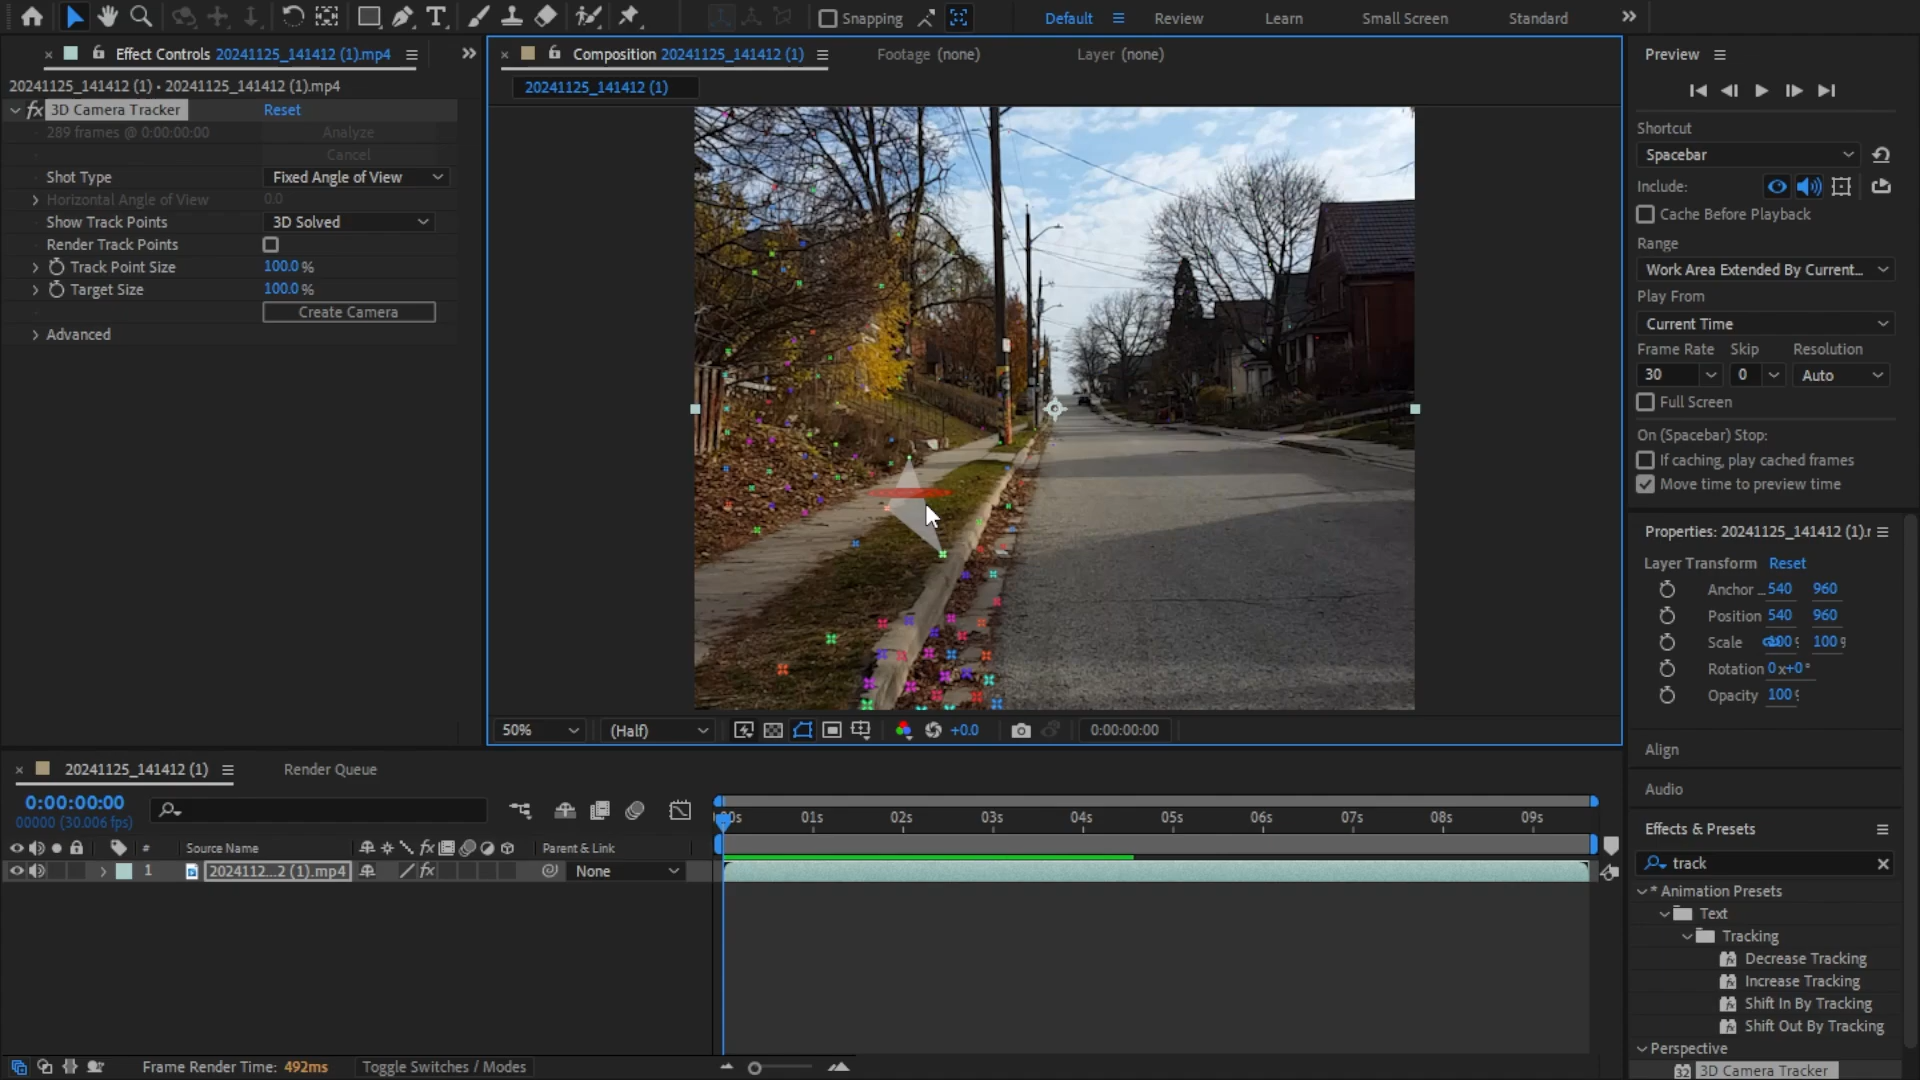 Snapping
Default
Review
Learn
Small Screen
Standard
Effect Controls 20241125_141412 (1).mp4
Composition 20241125_141412 (1)
Footage (none)
Layer (none)
Preview
20241125_141412 (1) • 20241125_141412 (1).mp4
20241125_141412 (1)
fx 3D Camera Tracker
Reset
289 frames @ 0:00:00:00
Analyze
Cancel
Shot Type
Fixed Angle of View
Horizontal Angle of View
0.0
Show Track Points
3D Solved
Render Track Points
Track Point Size
100.0 %
Target Size
100.0 %
Create Camera
Advanced
Shortcut
Spacebar
Include:
Cache Before Playback
Range
Work Area Extended By Current...
Play From
Current Time
Frame Rate Skip Resolution
30 0 Auto
Full Screen
On (Spacebar) Stop:
If caching, play cached frames
Move time to preview time
Properties: 20241125_141412 (1).r
Layer Transform Reset
Anchor ... 540 960
Position 540 960
Scale 100 % 100 %
Rotation 0x+0°
Opacity 100 %
Align
Audio
Effects & Presets
track
* Animation Presets
Text
Tracking
Decrease Tracking
Increase Tracking
Shift In By Tracking
Shift Out By Tracking
Perspective
3D Camera Tracker
50%
(Half)
+0.0
0:00:00:00
20241125_141412 (1)
Render Queue
0:00:00:00
00000 (30.006 fps)
01s 02s 03s 04s 05s 06s 07s 08s 09s
# Source Name fx Parent & Link
1 2024112...2 (1).mp4 fx None
Frame Render Time: 492ms
Toggle Switches / Modes